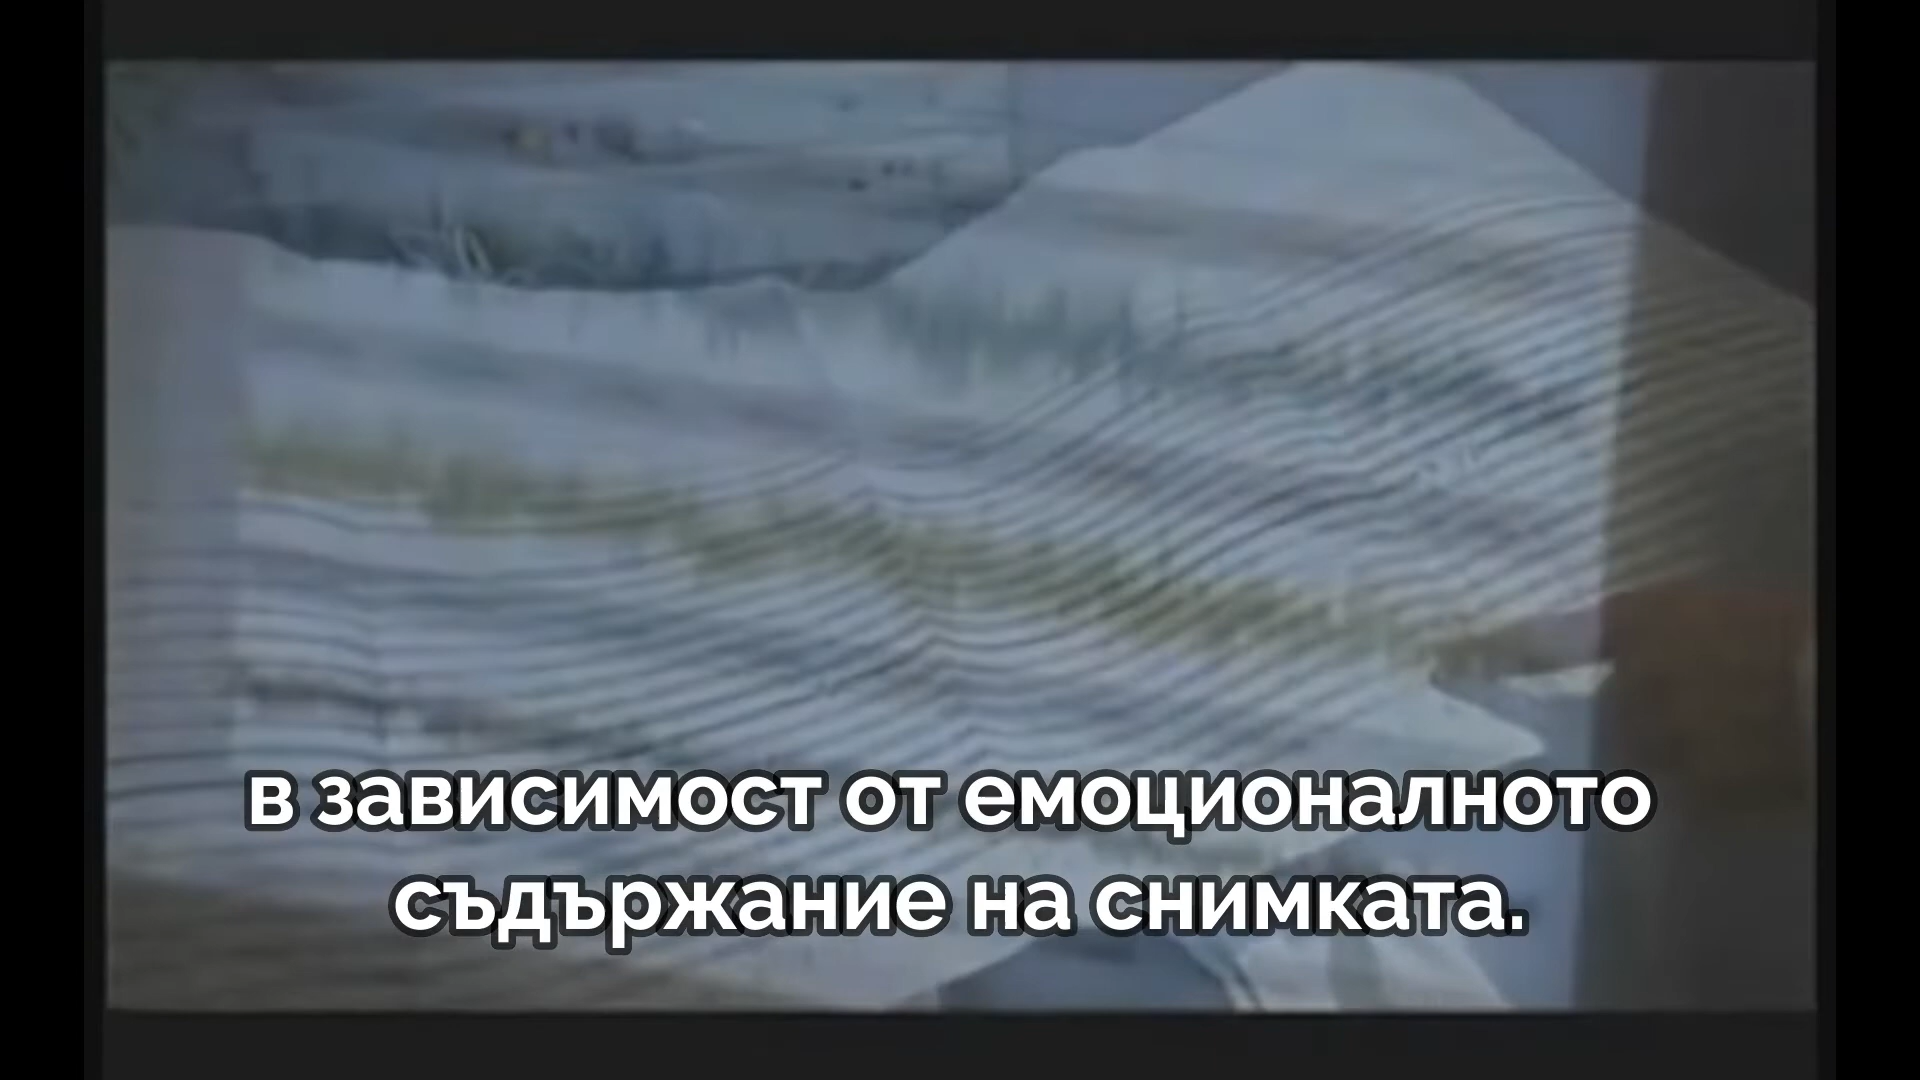 в зависимост от емоционалното
съдържание на снимката.